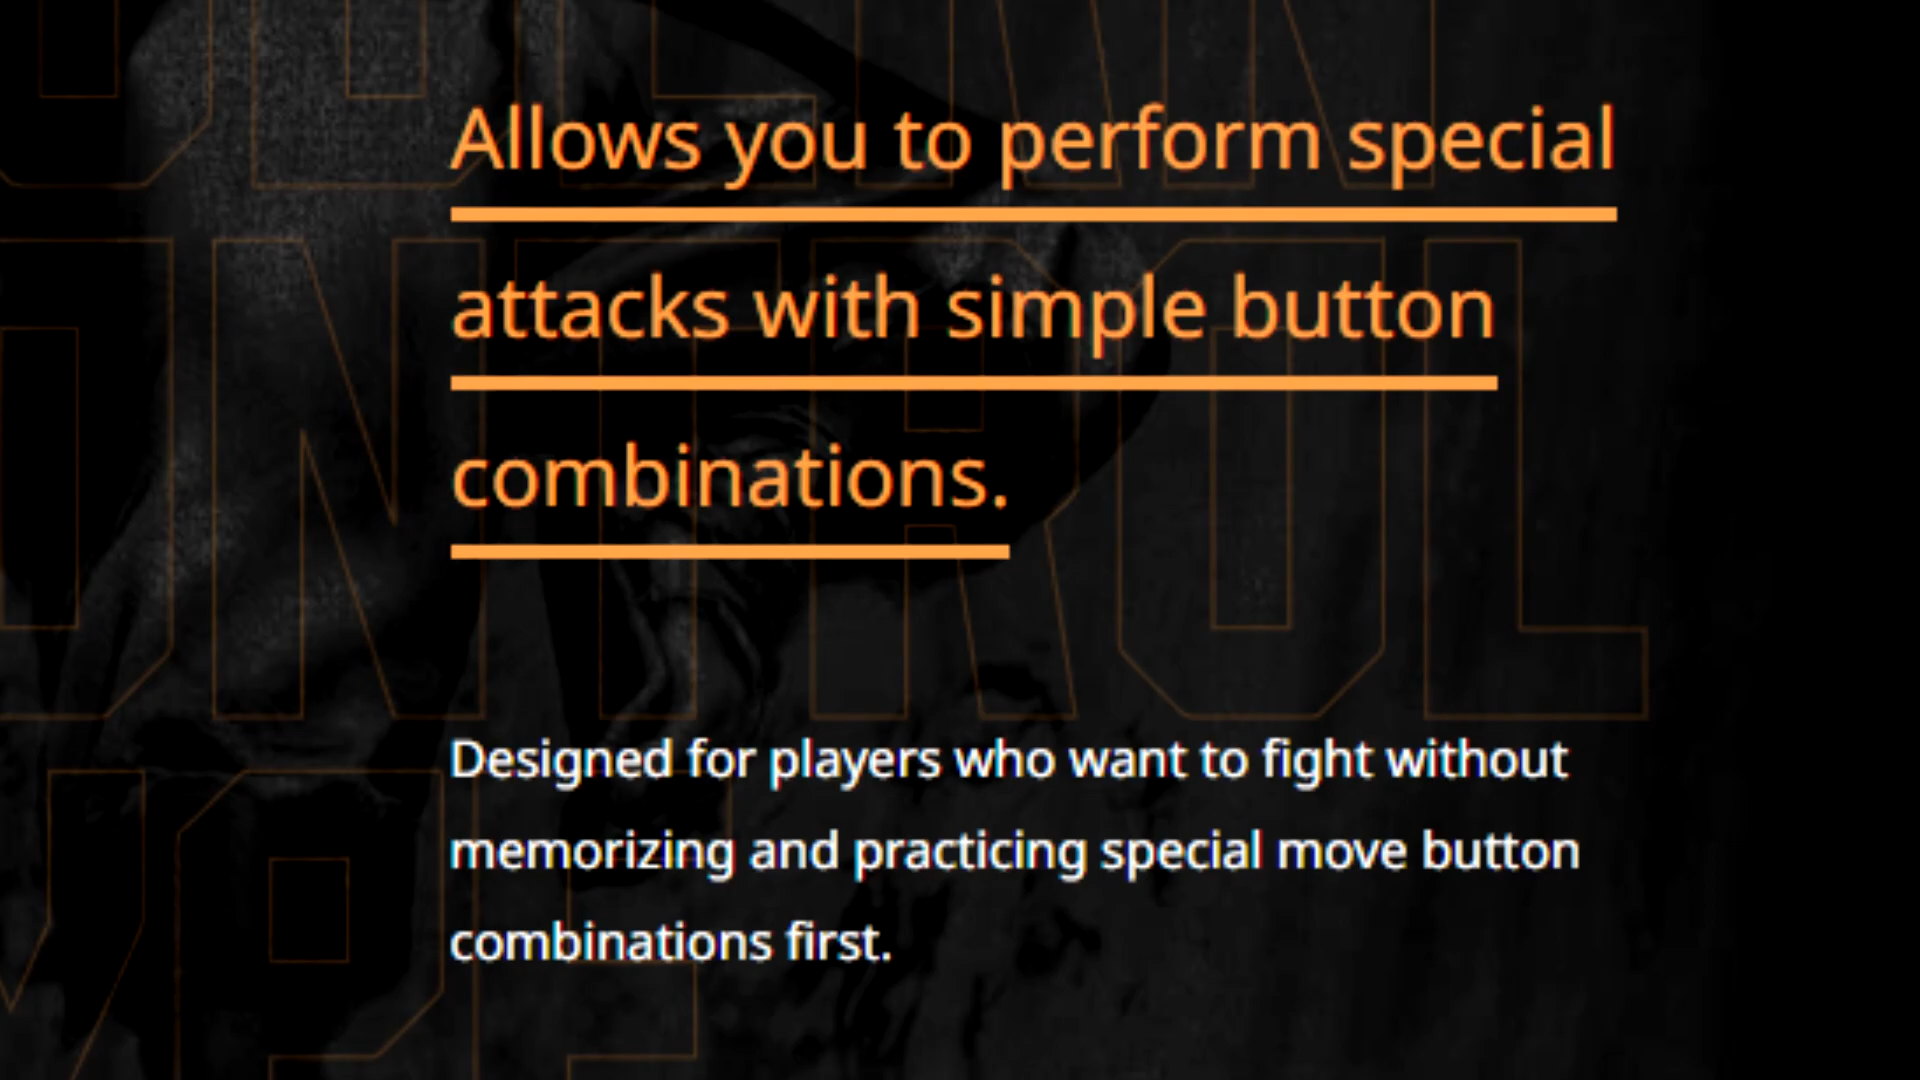 Allows you to perform special
attacks with simple button
combinations.
Designed for players who want to fight without
memorizing and practicing special move button
combinations first.